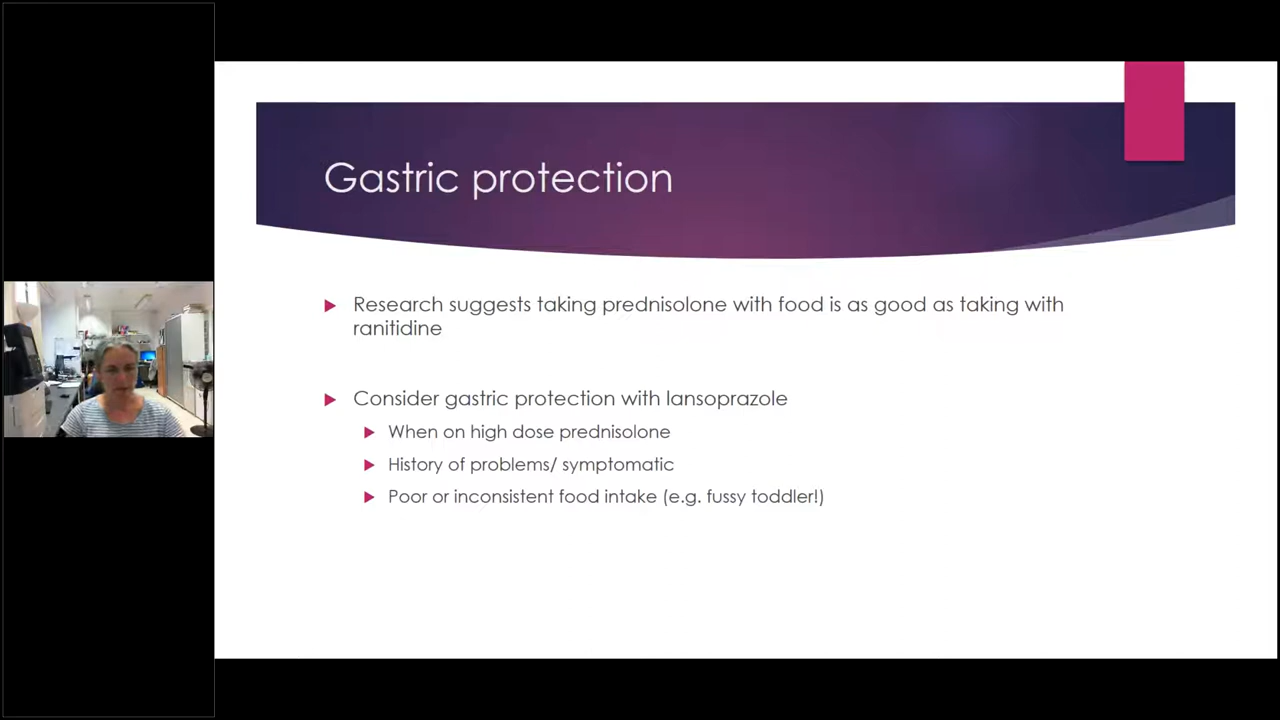 Gastric protection
Research suggests taking prednisolone with food is as good as taking with
ranitidine
Consider gastric protection with lansoprazole
When on high dose prednisolone
History of problems/ symptomatic
Poor or inconsistent food intake (e.g. fussy toddler!)